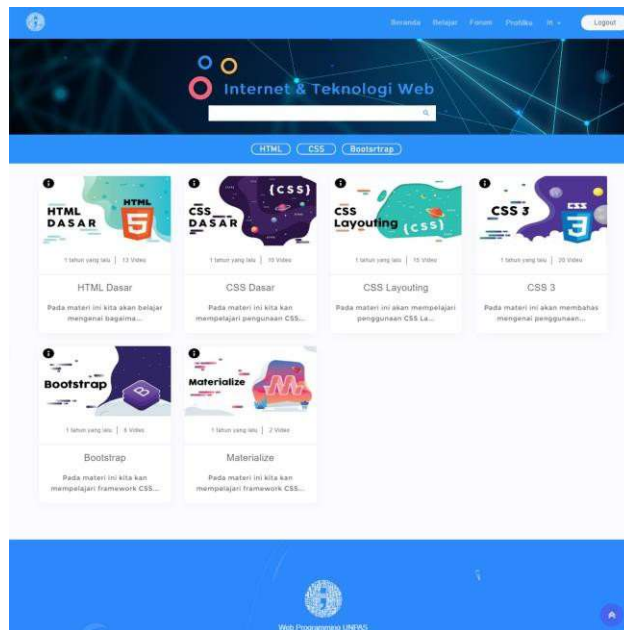 Beranda Belajar Forum Profilku
Logout
Internet & Teknologi Web
HTML CSS Bootsrtrap
HTML
DASAR
HTML
5
{CSS}
CSS
DASAR
CSS
Layouting
{CSS}
CSS 3
CSS
3
1 tahun yang lalu | 13 Video
1 tahun yang lalu | 10 Video
1 tahun yang lalu | 10 Video
1 tahun yang lalu | 20 Video
HTML Dasar
Pada materi ini kita akan belajar
mengenai bagaima...
CSS Dasar
Pada materi ini kita kan
mempelajari pengunaan CSS...
CSS Layouting
Pada materi ini akan mempelajari
penggunaan CSS La...
CSS 3
Pada materi ini akan membahas
mengenai penggunaan...
Bootstrap
B
Materialize
1 tahun yang lalu | 6 Video
1 tahun yang lalu | 2 Video
Bootstrap
Pada materi ini kita kan
mempelajari framework CSS...
Materialize
Pada materi ini kita kan
mempelajari framework CSS...
Web Programming UNPAS